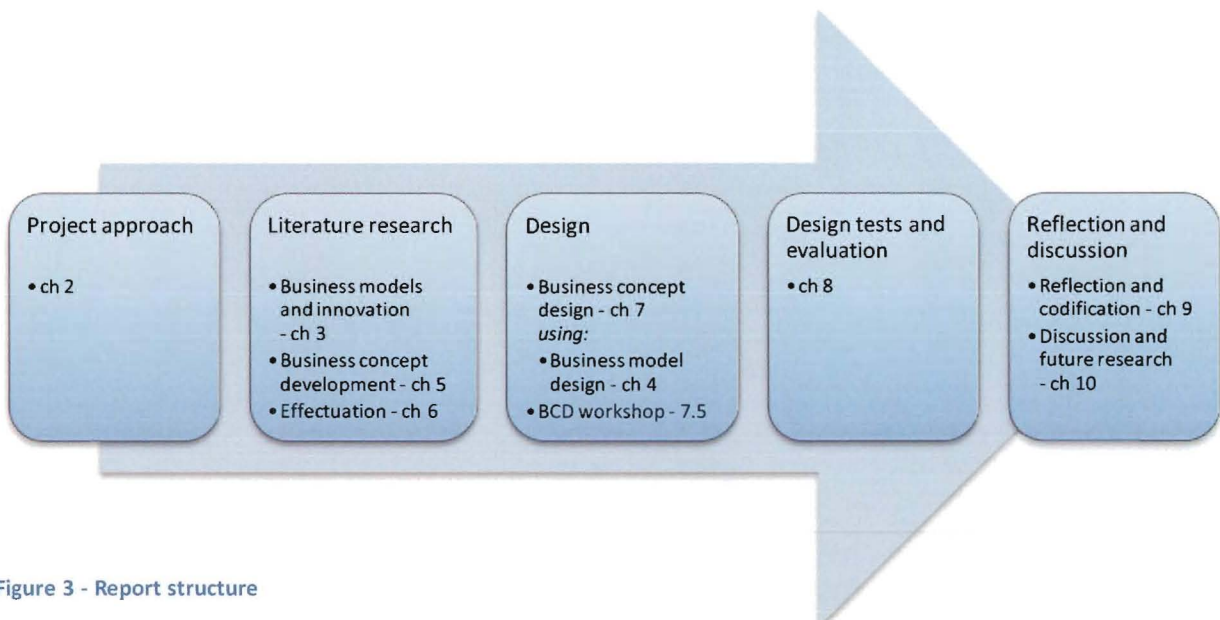 Project approach
• ch 2
Literature research
• Business models
and innovation
- ch 3
• Business concept
development - ch 5
• Effectuation - ch 6
Design
• Business concept
design - ch 7
using:
• Business model
design - ch 4
• BCD workshop - 7.5
Design tests and
evaluation
• ch 8
Reflection and
discussion
• Reflection and
codification - ch 9
• Discussion and
future research
- ch 10
Figure 3 - Report structure